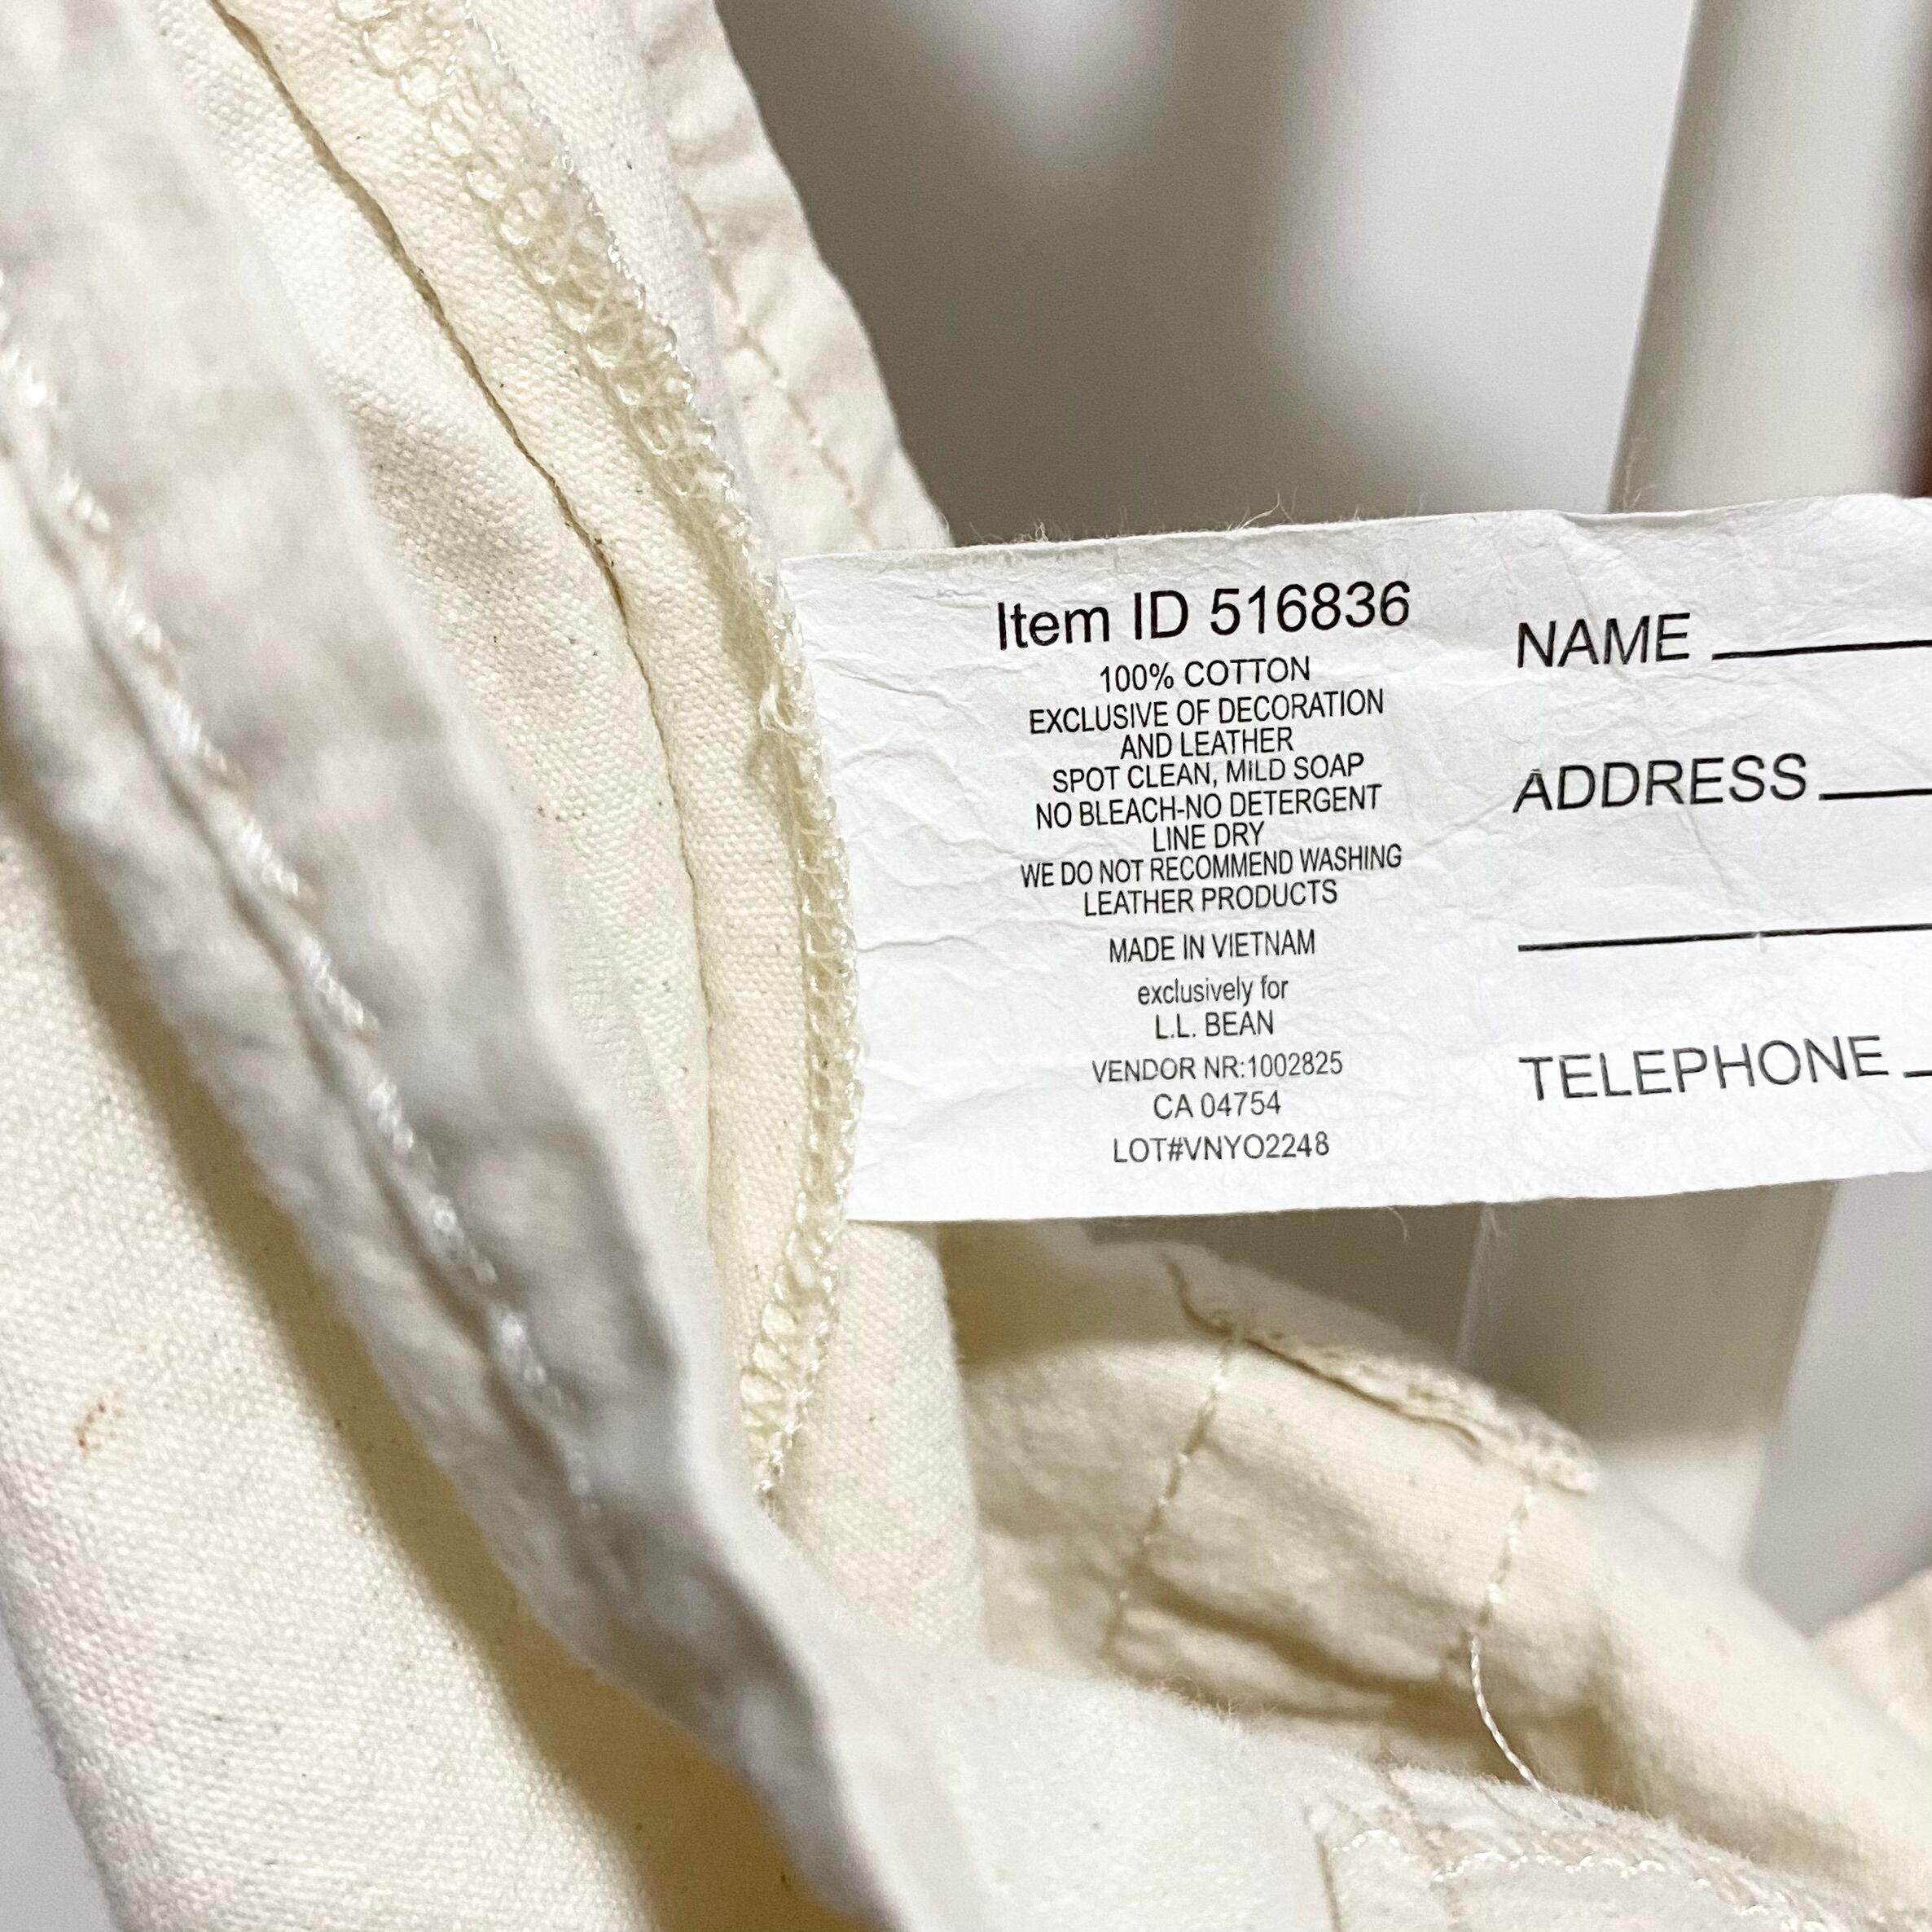 Item ID 516836
100% COTTON
EXCLUSIVE OF DECORATION
AND LEATHER
SPOT CLEAN, MILD SOAP
NO BLEACH-NO DETERGENT
LINE DRY
WE DO NOT RECOMMEND WASHING
LEATHER PRODUCTS
MADE IN VIETNAM
exclusively for
L.L. BEAN
VENDOR NR:1002825
CA 04754
LOT#VNYO2248
NAME
ADDRESS
TELEPHONE